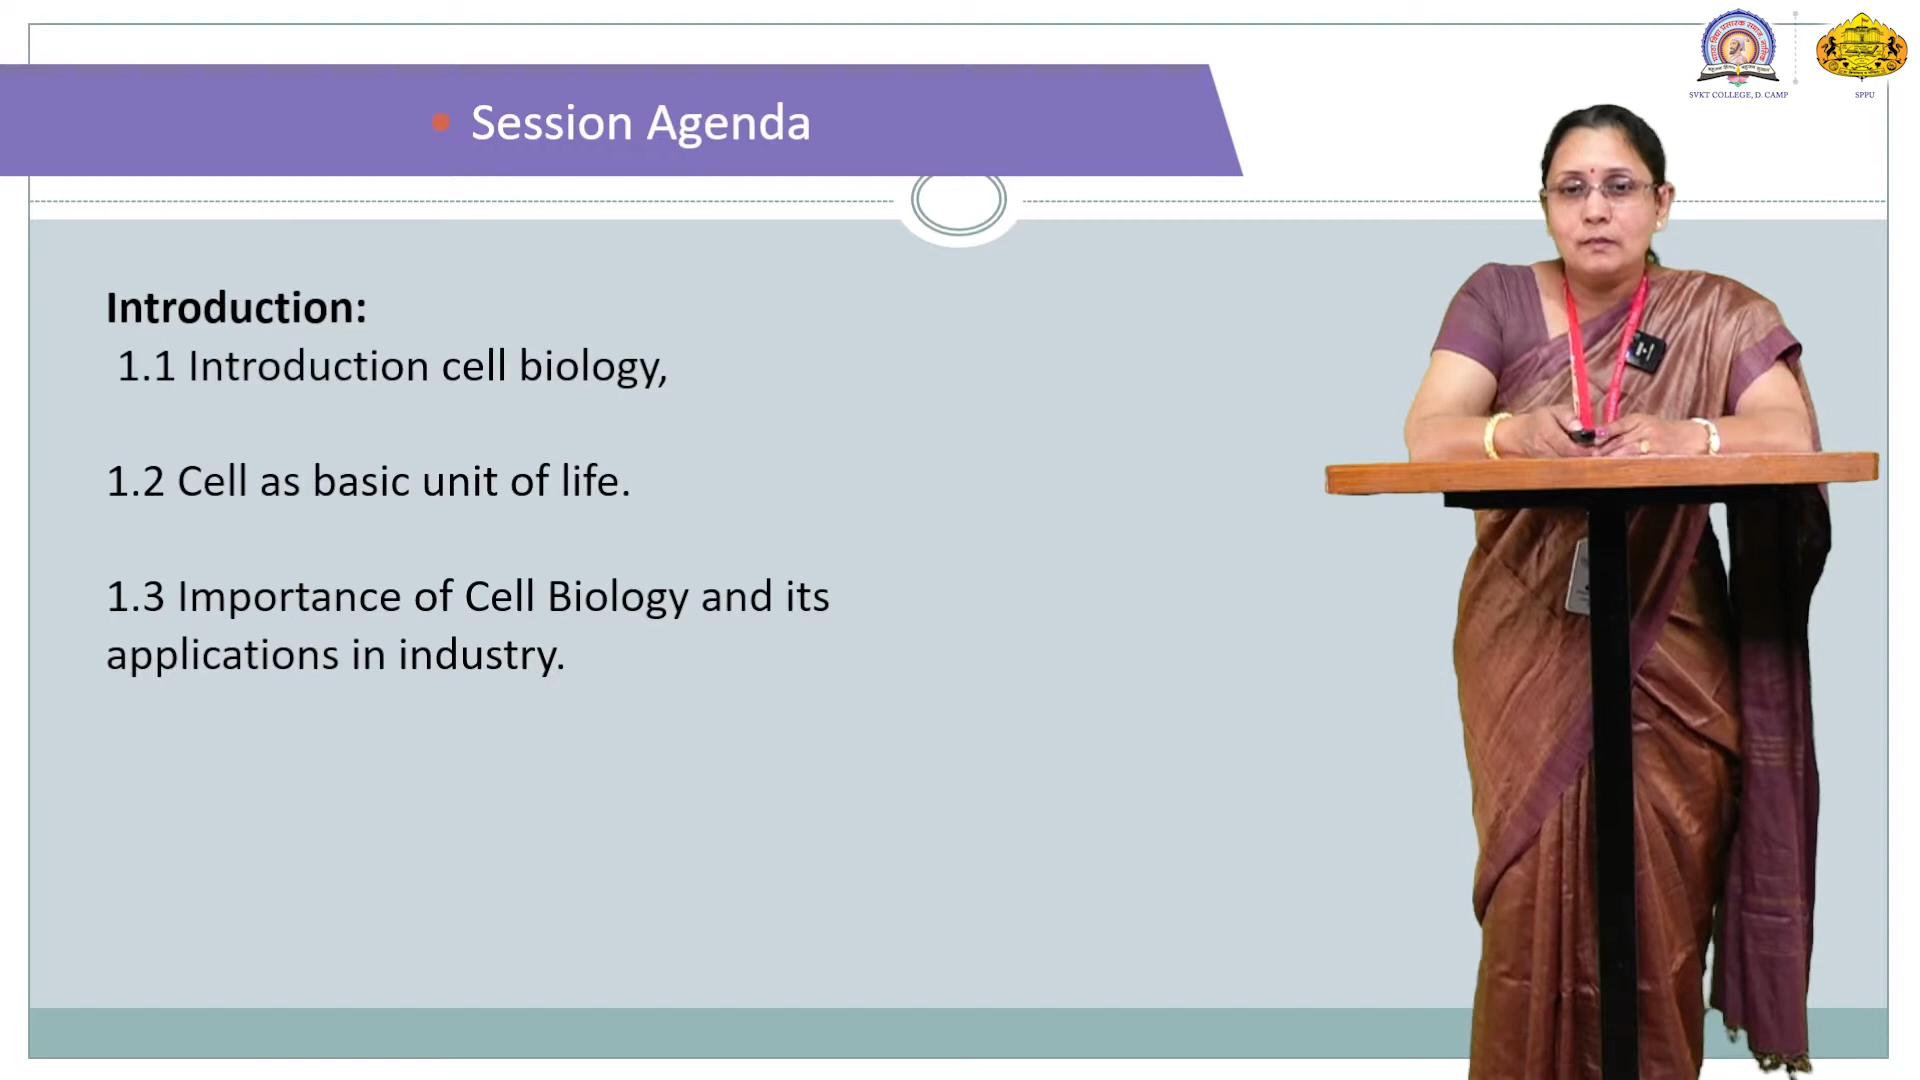 SVKT COLLEGE, D. CAMP
SPPU
• Session Agenda
Introduction:
1.1 Introduction cell biology,
1.2 Cell as basic unit of life.
1.3 Importance of Cell Biology and its
applications in industry.